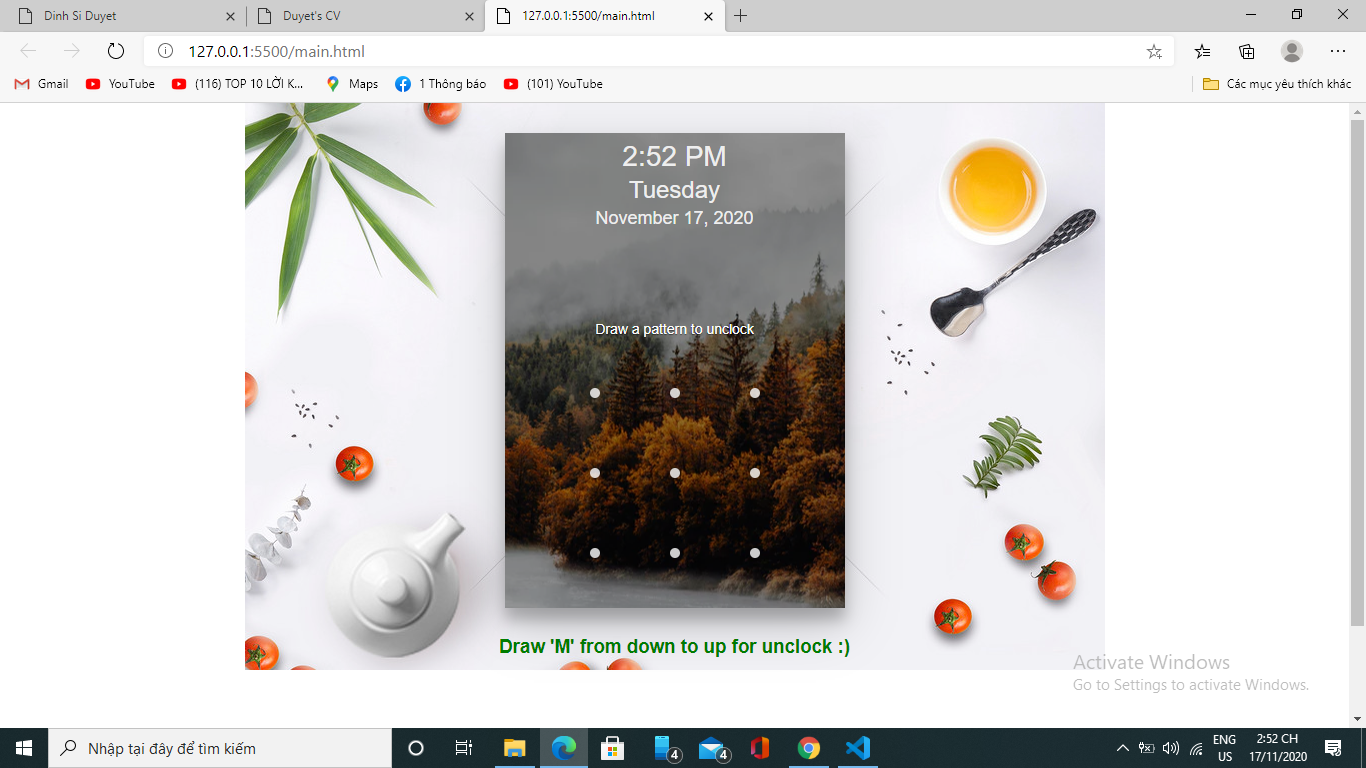 Dinh Si Duyet
Duyet's CV
127.0.0.1:5500/main.html
127.0.0.1:5500/main.html
Gmail
YouTube
(116) TOP 10 LỜI K...
Maps
1 Thông báo
(101) YouTube
Các mục yêu thích khác
2:52 PM
Tuesday
November 17, 2020
Draw a pattern to unclock
Draw 'M' from down to up for unclock :)
Activate Windows
Go to Settings to activate Windows.
Nhập tại đây để tìm kiếm
4
4
ENG
US
2:52 CH
17/11/2020